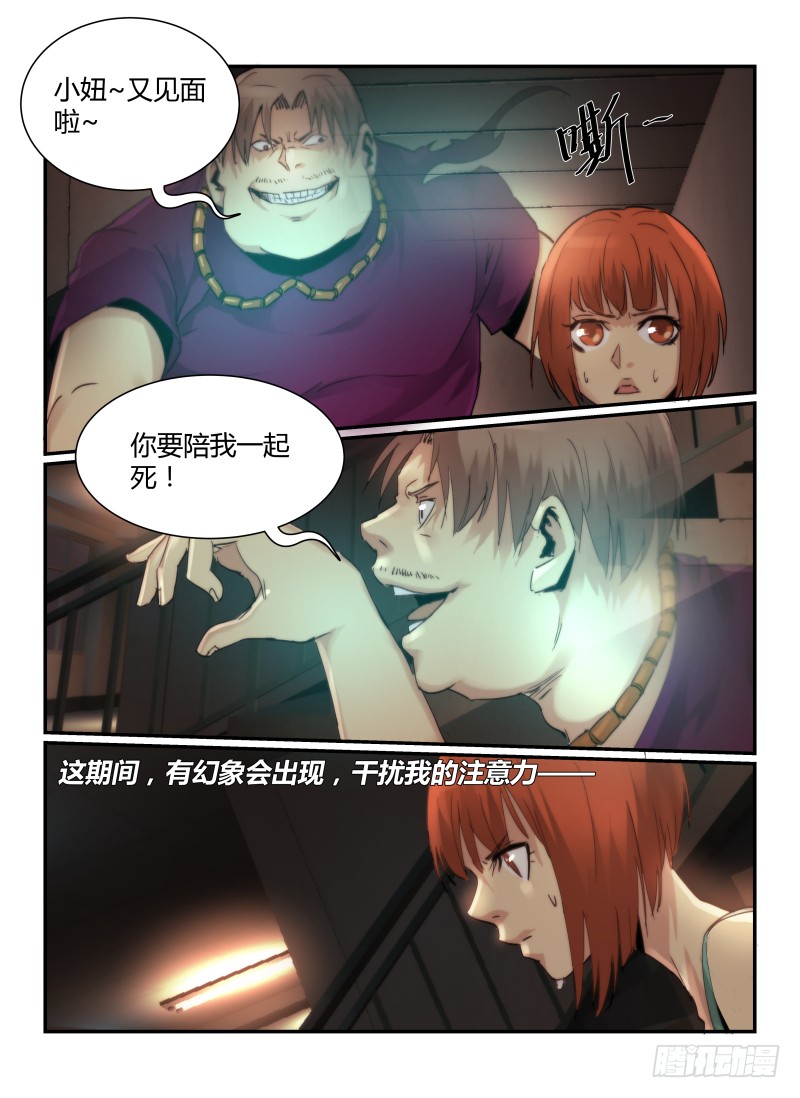 小妞~又见面
啦~
嘶~
你要陪我一起
死！
这期间，有幻象会出现，干扰我的注意力——
腾讯动漫